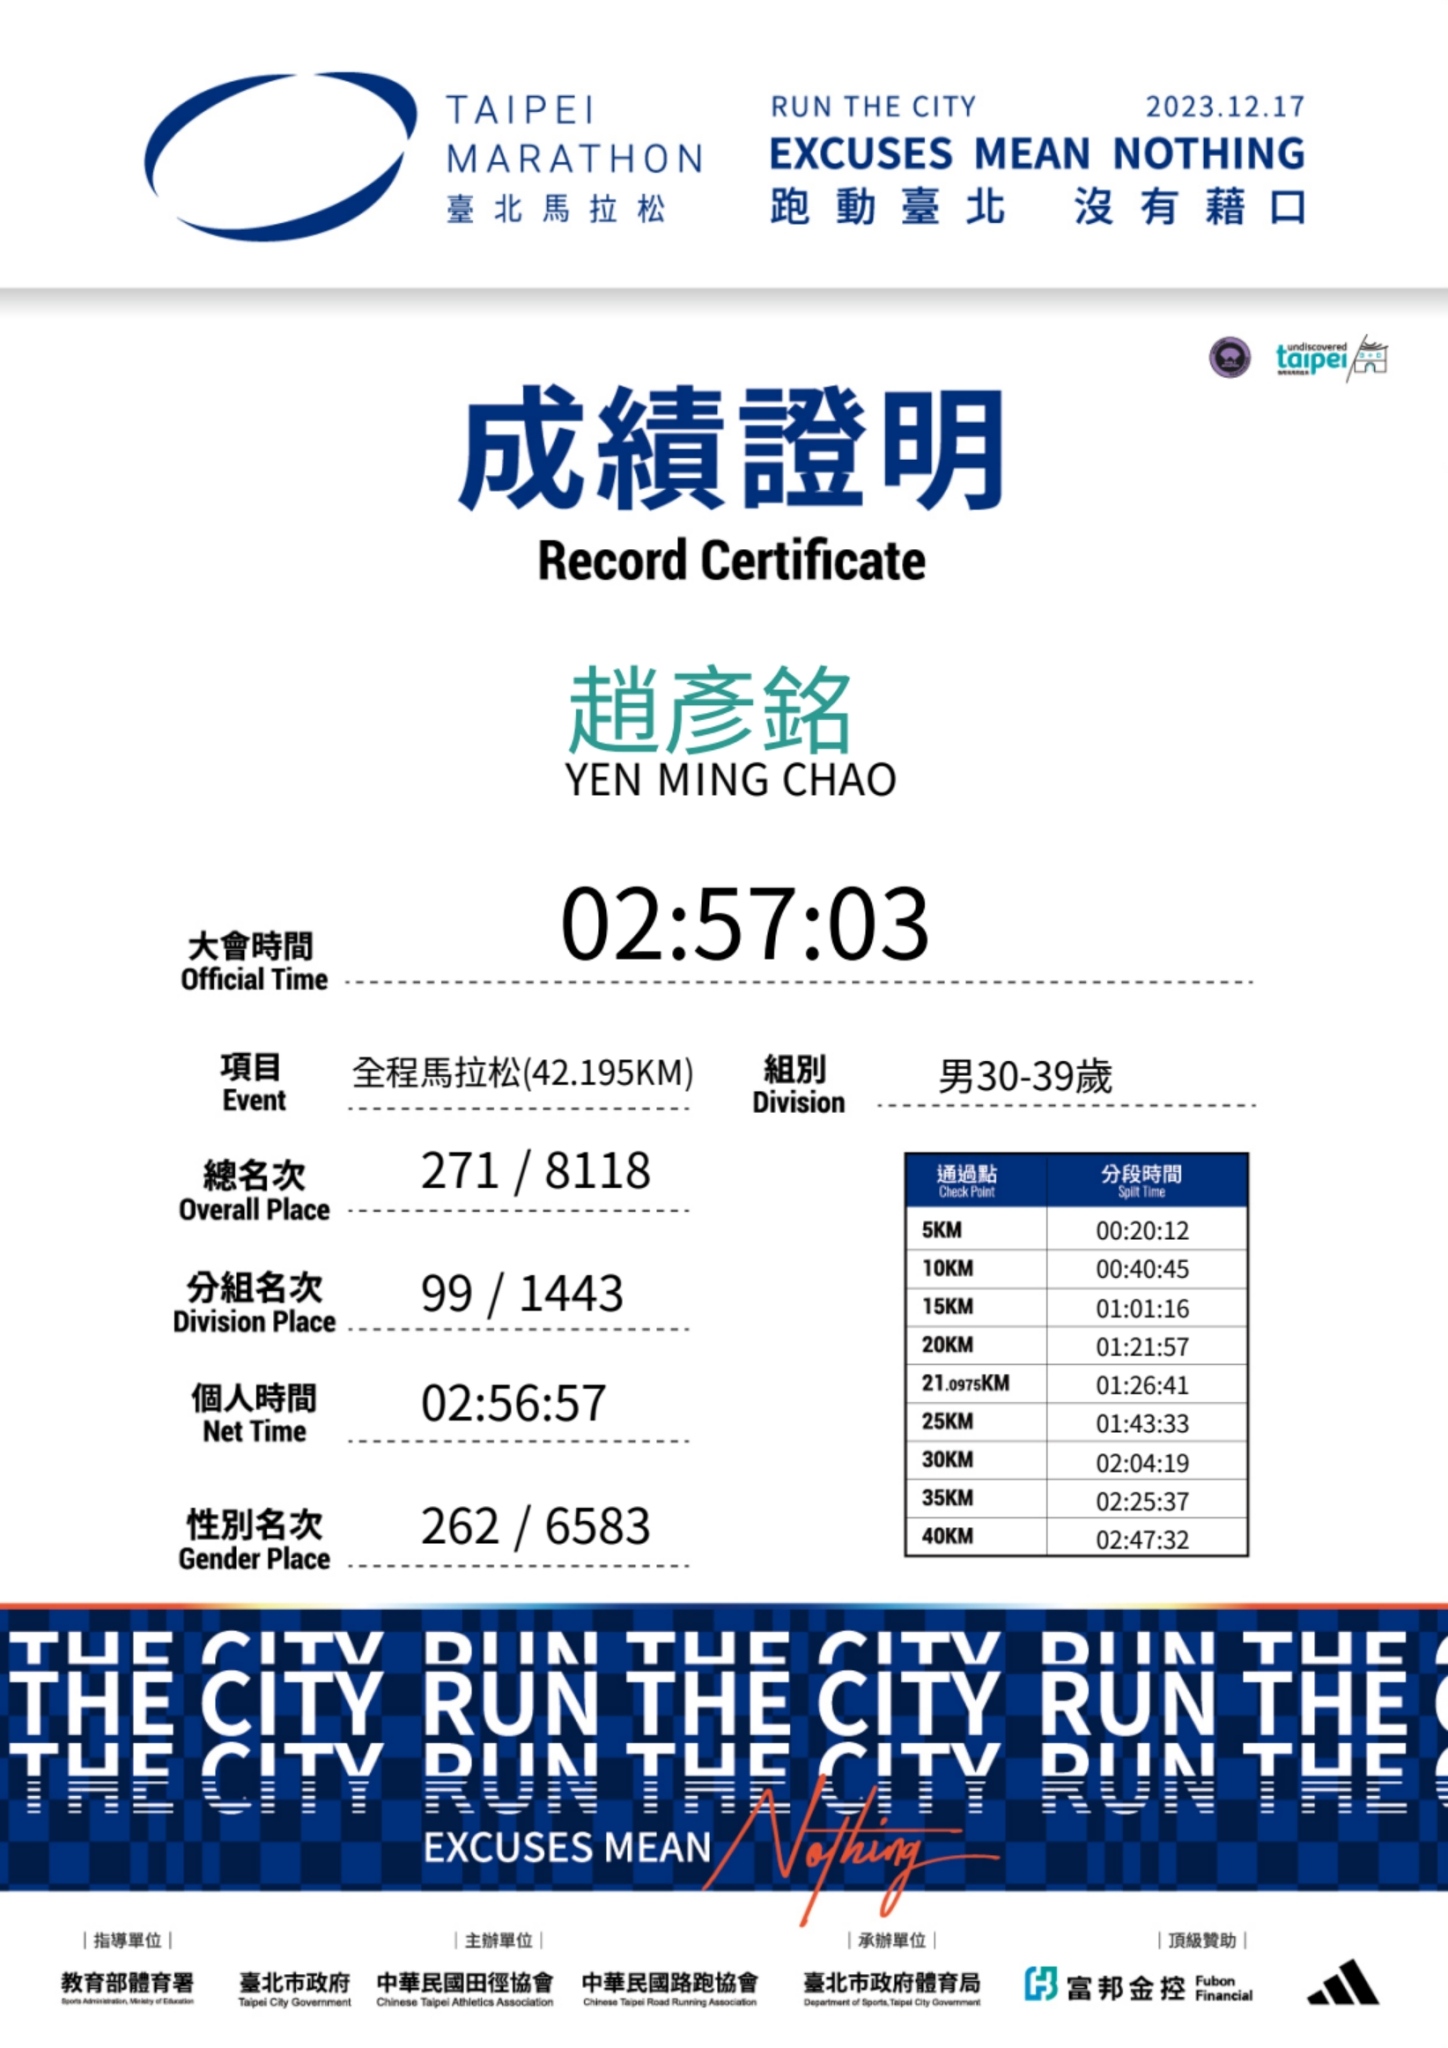 TAIPEI
MARATHON
臺北馬拉松
RUN THE CITY 2023.12.17
EXCUSES MEAN NOTHING
跑動臺北 沒有藉口
undiscovered
taipei
成績證明
Record Certificate
趙彥銘
YEN MING CHAO
大會時間 02:57:03
Official Time
項目 全程馬拉松(42.195KM)
Event
組別 男30-39歲
Division
總名次 271 / 8118
Overall Place
分組名次 99 / 1443
Division Place
個人時間 02:56:57
Net Time
性別名次 262 / 6583
Gender Place
通過點 分段時間
Check Point Split Time
5KM 00:20:12
10KM 00:40:45
15KM 01:01:16
20KM 01:21:57
21.0975KM 01:26:41
25KM 01:43:33
30KM 02:04:19
35KM 02:25:37
40KM 02:47:32
THE CITY RUN THE CITY RUN THE
THE CITY RUN THE CITY RUN THE C
THE CITY RUN THE CITY RUN THE
EXCUSES MEAN Nothing
|指導單位| |主辦單位| |承辦單位| |頂級贊助|
教育部體育署 臺北市政府 中華民國田徑協會 中華民國路跑協會 臺北市政府體育局 富邦金控 Fubon Financial
Sports Administration, Ministry of Education Taipei City Government Chinese Taipei Athletics Association Chinese Taipei Road Running Association Department of Sports,Taipei City Government